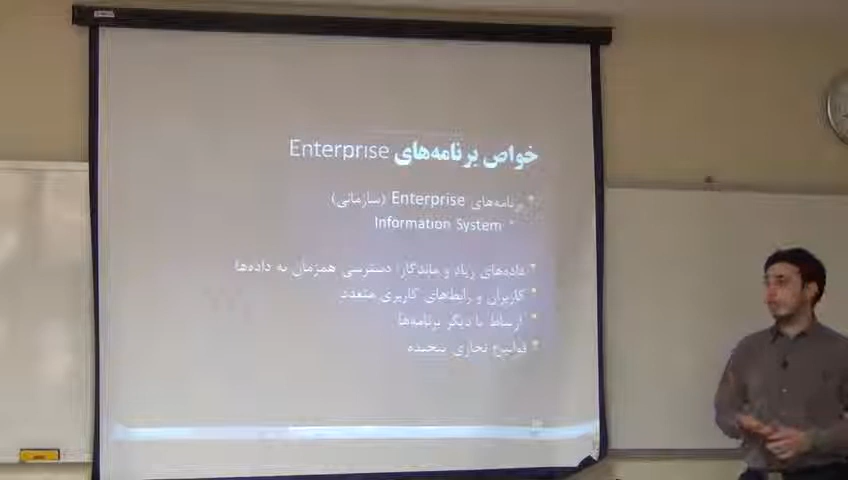 خواص برنامه‌های Enterprise
برنامه‌های Enterprise (سازمانی)
Information System
داده‌های زیاد و ماندگار، دسترسی همزمان به داده‌ها
کاربران و رابط‌های کاربری متعدد
ارتباط با دیگر برنامه‌ها
قوانین تجاری پیچیده